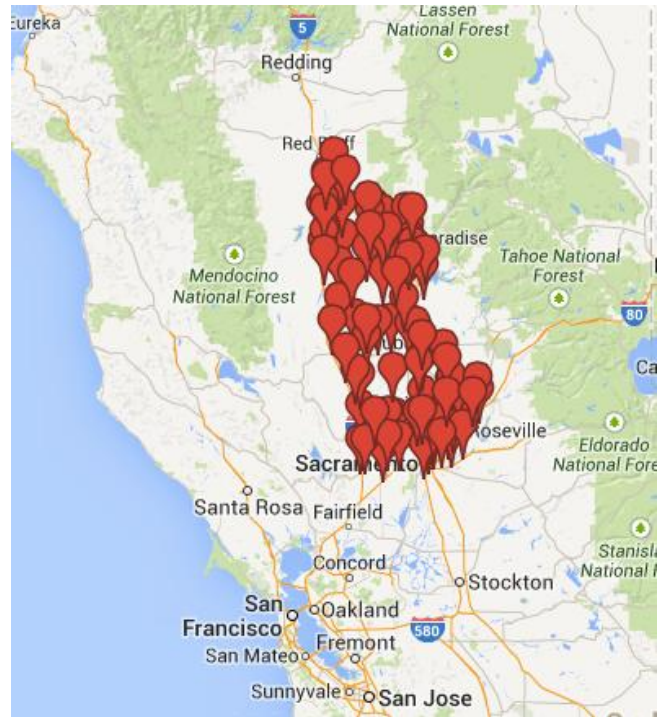 Eureka
Lassen
National Forest
5
Redding
Red Bluff
Paradise
Mendocino
National Forest
Tahoe National
Forest
80
Ca
Roseville
Sacramento
Eldorado
National Fore
Santa Rosa
Fairfield
Stanisla
National F
Concord
Stockton
San
Francisco
Oakland
580
Fremont
San Mateo
Sunnyvale
San Jose